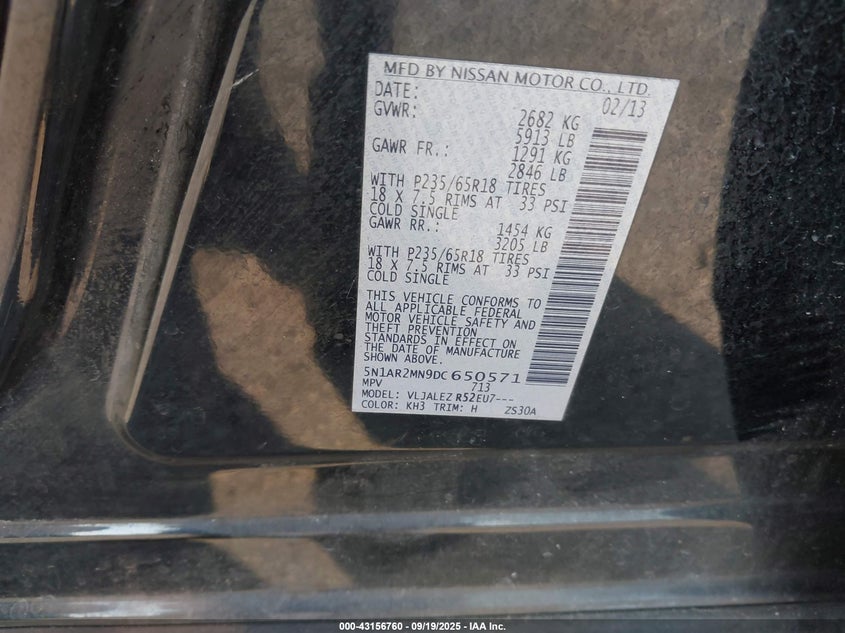 MFD BY NISSAN MOTOR CO., LTD.
DATE: 02/13
GVWR: 2682 KG
5913 LB
GAWR FR.: 1291 KG
2846 LB
WITH P235/65R18 TIRES
18 X 7.5 RIMS AT 33 PSI
COLD SINGLE
GAWR RR.: 1454 KG
3205 LB
WITH P235/65R18 TIRES
18 X 7.5 RIMS AT 33 PSI
COLD SINGLE
THIS VEHICLE CONFORMS TO
ALL APPLICABLE FEDERAL
MOTOR VEHICLE SAFETY AND
THEFT PREVENTION
STANDARDS IN EFFECT ON
THE DATE OF MANUFACTURE
SHOWN ABOVE.
5N1AR2MN9DC650571
MPV 713
MODEL: VLJALEZ R52EU7---
COLOR: KH3 TRIM: H ZS30A
000-43156760 - 09/19/2025 - IAA Inc.